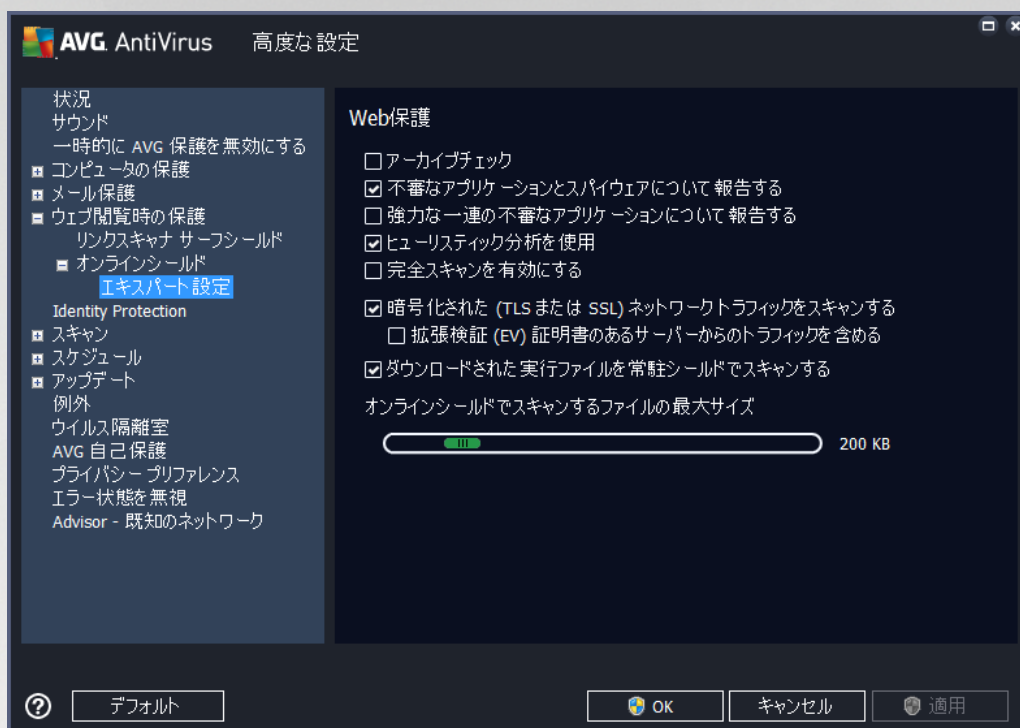 AVG. AntiVirus 高度な設定
状況
サウンド
一時的に AVG 保護を無効にする
コンピュータの保護
メール保護
ウェブ閲覧時の保護
リンクスキャナ サーフシールド
オンラインシールド
エキスパート設定
Identity Protection
スキャン
スケジュール
アップデート
例外
ウイルス隔離室
AVG 自己保護
プライバシー プリファレンス
エラー状態を無視
Advisor - 既知のネットワーク
Web保護
アーカイブチェック
不審なアプリケーションとスパイウェアについて報告する
強力な一連の不審なアプリケーションについて報告する
ヒューリスティック分析を使用
完全スキャンを有効にする
暗号化された (TLS または SSL) ネットワークトラフィックをスキャンする
拡張検証 (EV) 証明書のあるサーバーからのトラフィックを含める
ダウンロードされた実行ファイルを常駐シールドでスキャンする
オンラインシールドでスキャンするファイルの最大サイズ
200 KB
? デフォルト OK キャンセル 適用